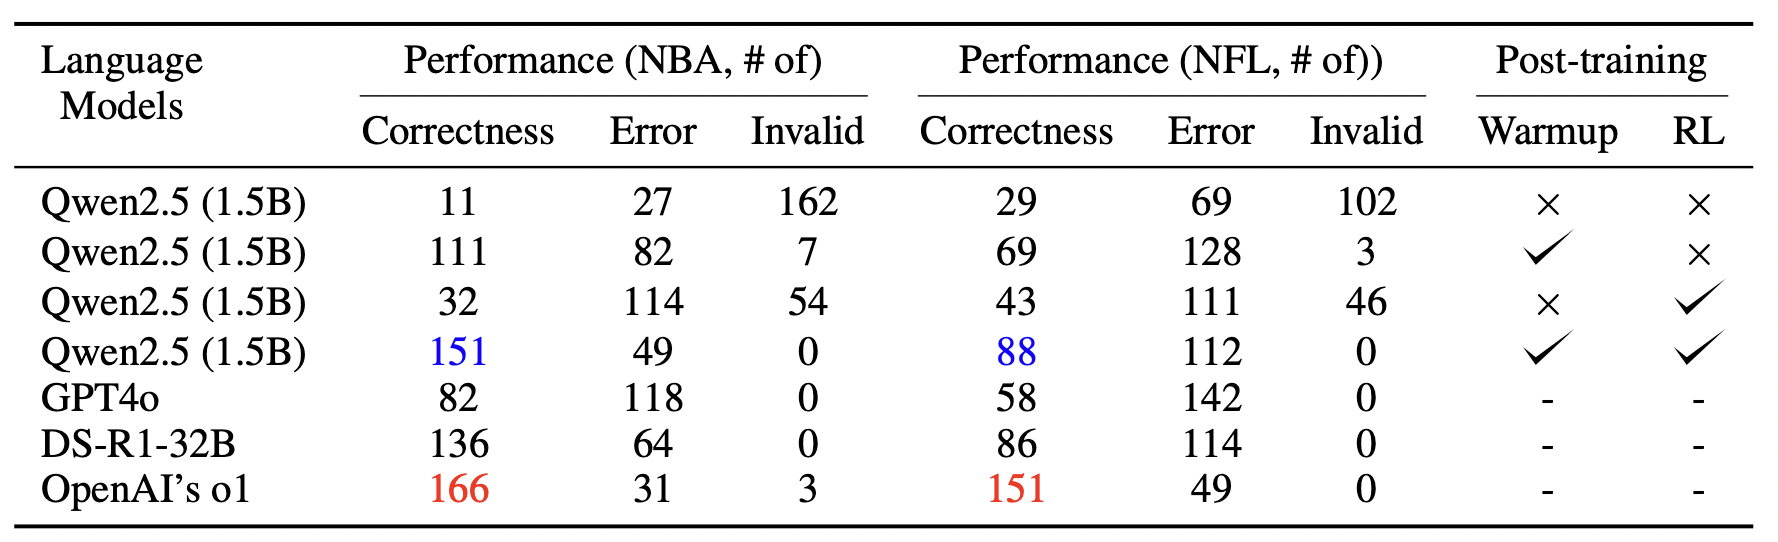 Language Performance (NBA, # of) Performance (NFL, # of)) Post-training
Models
Correctness Error Invalid Correctness Error Invalid Warmup RL
Qwen2.5 (1.5B) 11 27 162 29 69 102 × ×
Qwen2.5 (1.5B) 111 82 7 69 128 3 ✓ ×
Qwen2.5 (1.5B) 32 114 54 43 111 46 × ✓
Qwen2.5 (1.5B) 151 49 0 88 112 0 ✓ ✓
GPT4o 82 118 0 58 142 0 - -
DS-R1-32B 136 64 0 86 114 0 - -
OpenAI’s o1 166 31 3 151 49 0 - -